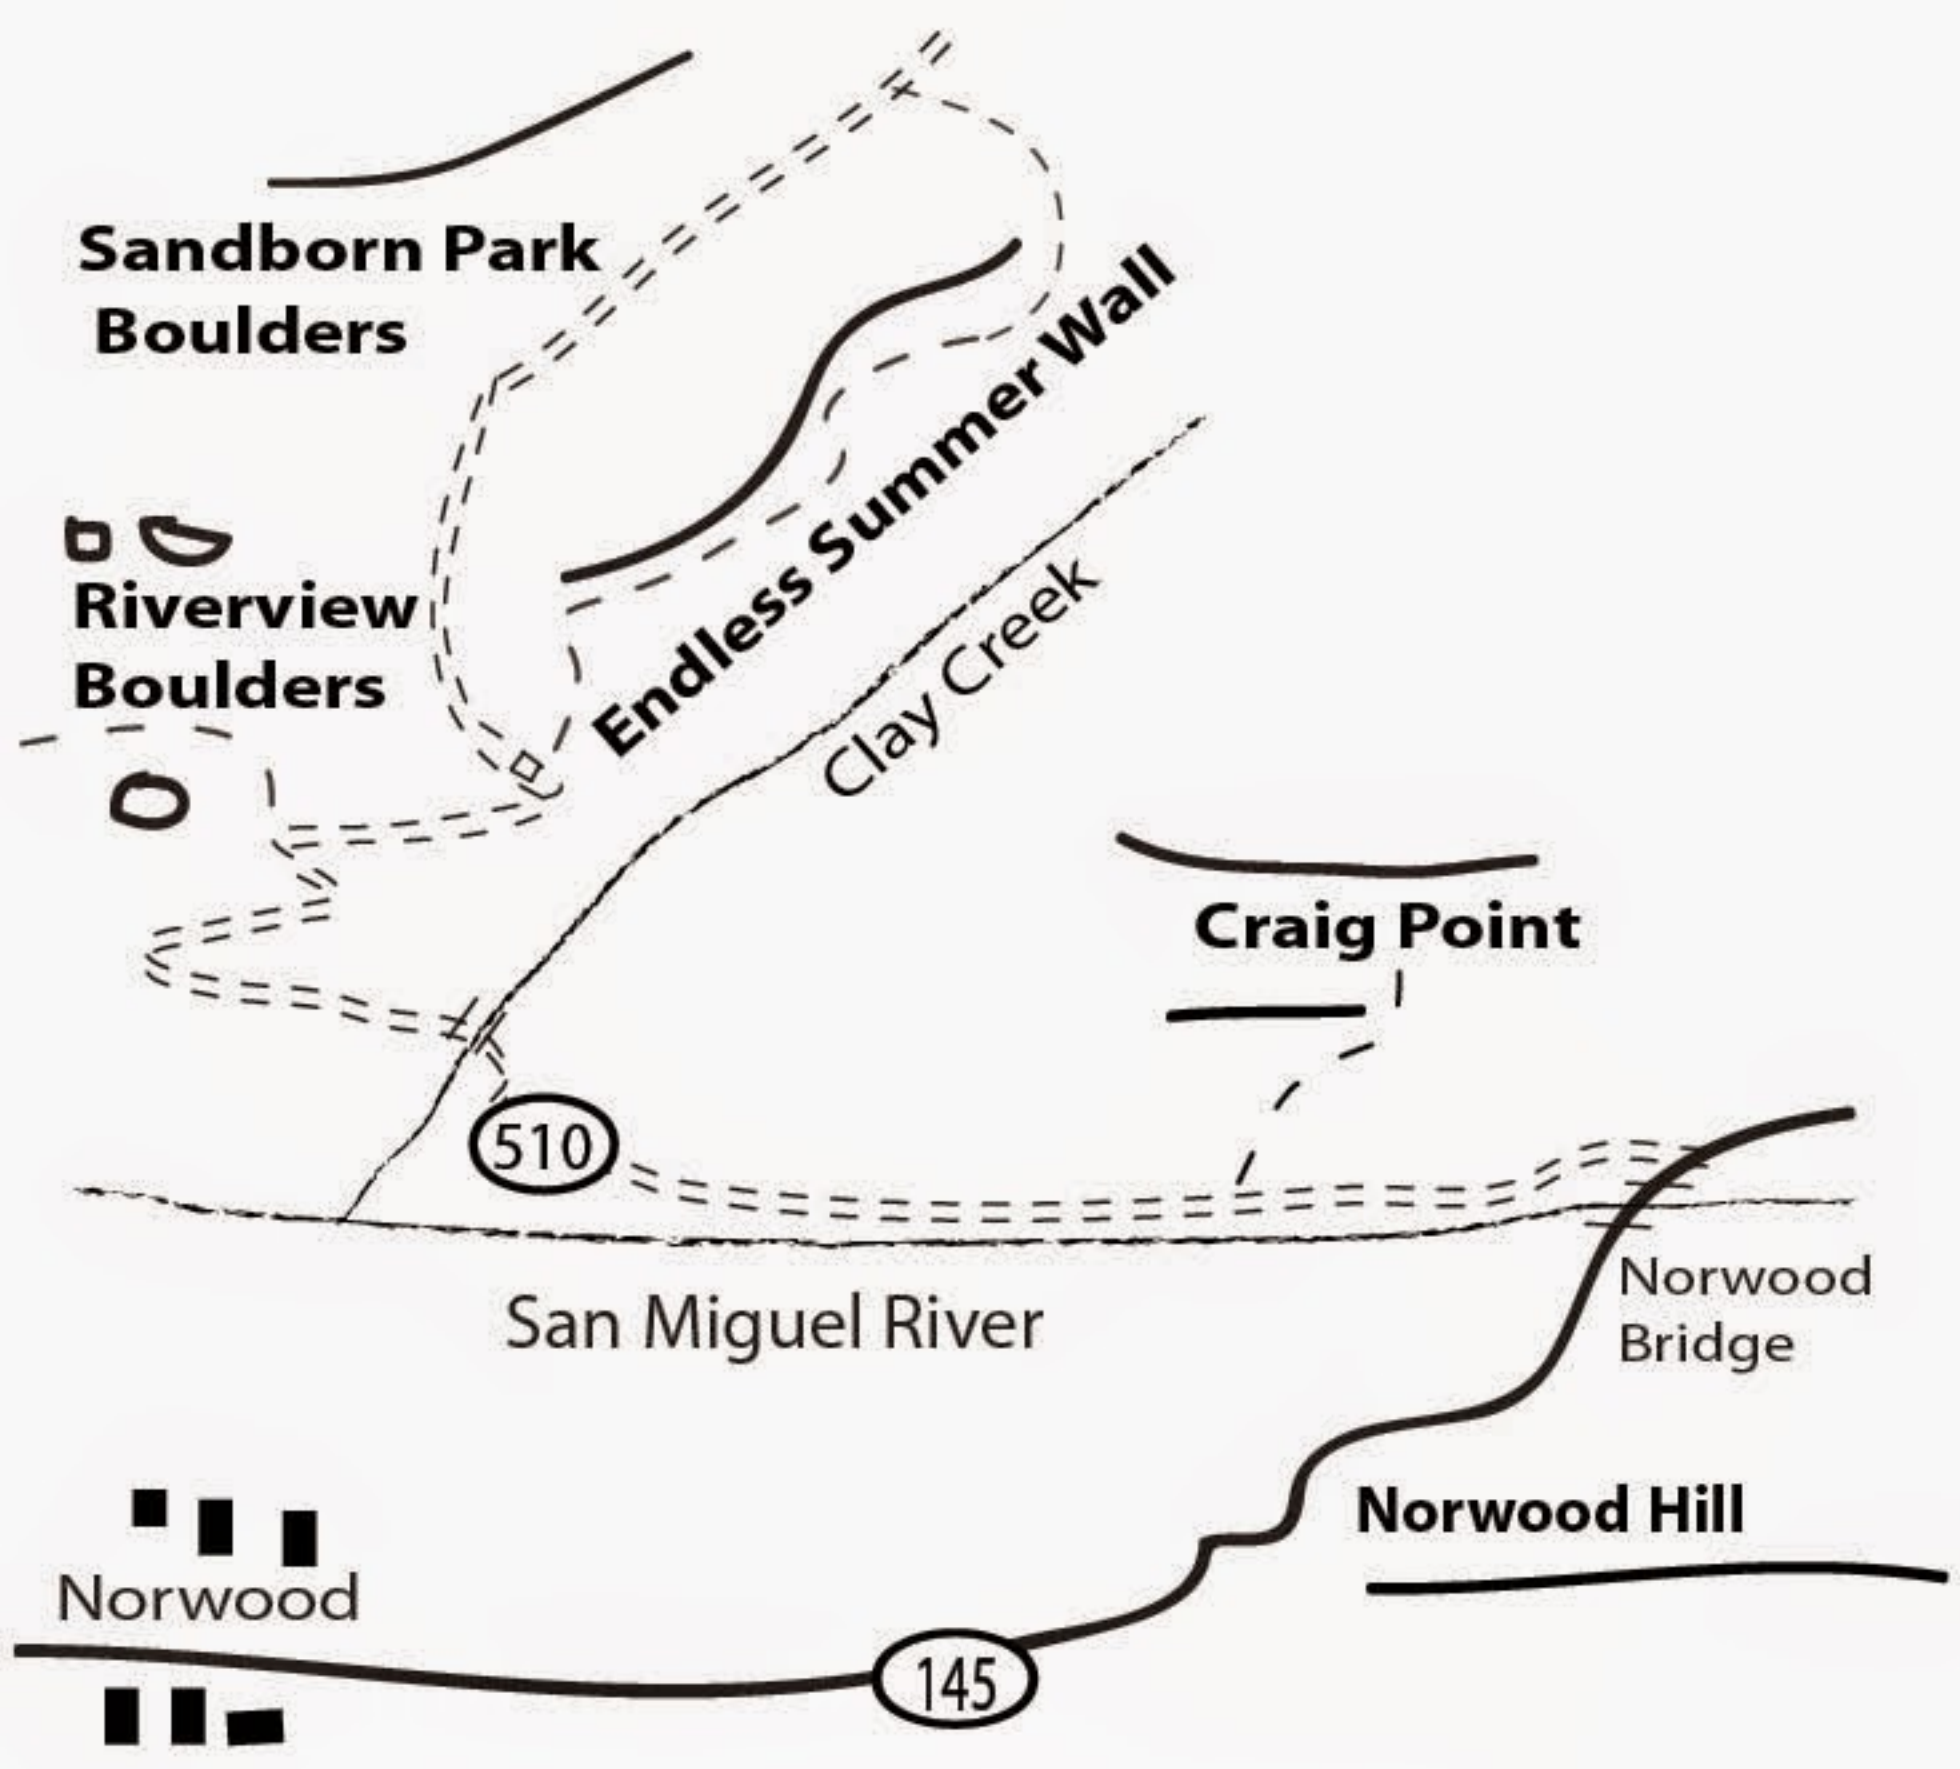 Sandborn Park
Boulders
Endless Summer Wall
Riverview
Boulders
Clay Creek
Craig Point
510
San Miguel River
Norwood
Bridge
Norwood Hill
Norwood
145